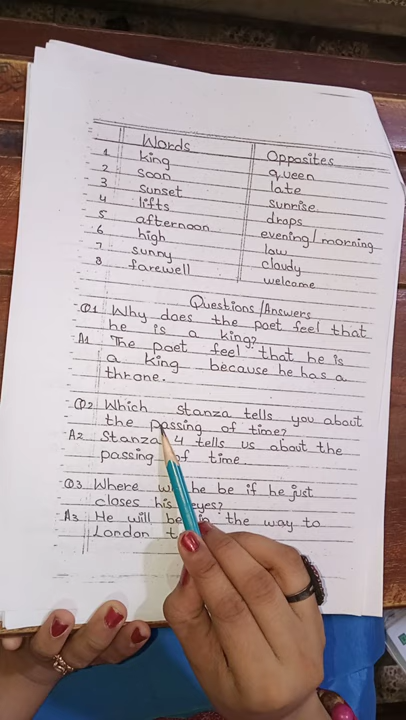 Words Opposites
1 king queen
2 soon late
3 sunset sunrise
4 lifts drops
5 afternoon evening/morning
6 high low
7 sunny cloudy
8 farewell welcome
Questions/Answers
Q1 Why does the poet feel that
he is a king?
A1 The poet feel that he is
a king because he has a
throne.
Q2 Which stanza tells you about
the passing of time?
A2 Stanza 4 tells us about the
passing of time
Q3 Where he be if he just
closes his eyes?
A3 He will be the way to
London